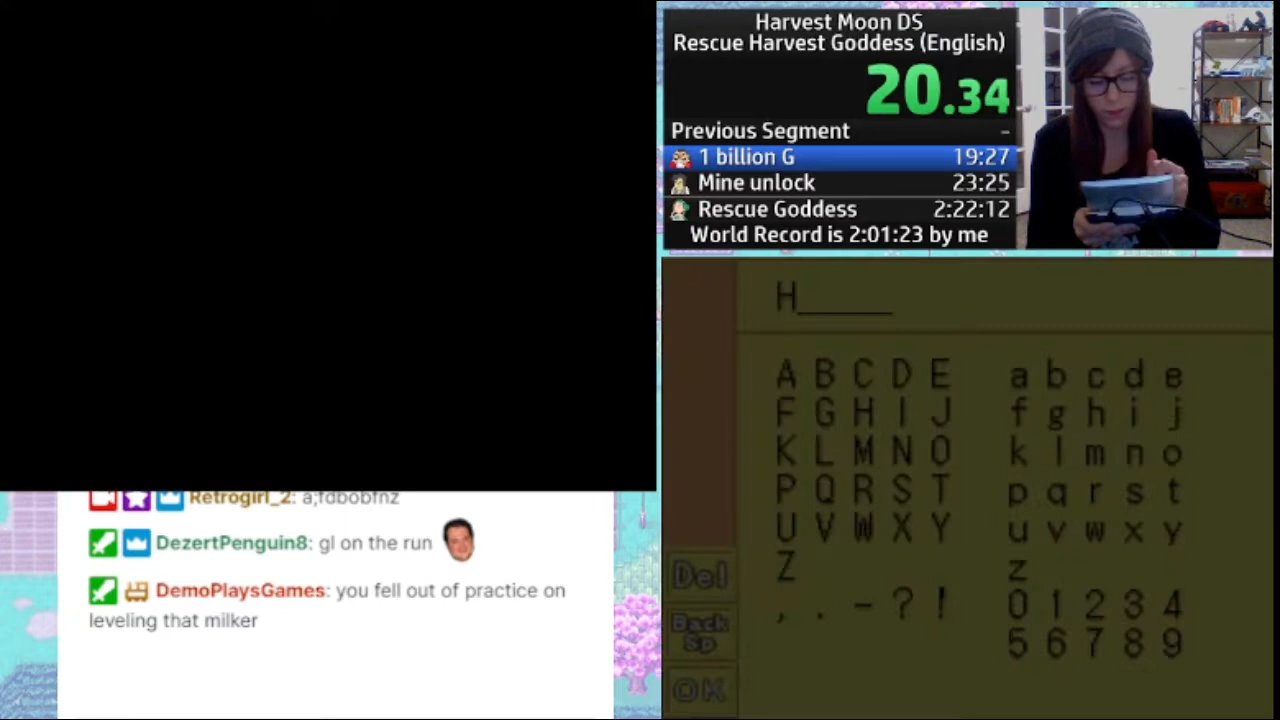 Harvest Moon DS
Rescue Harvest Goddess (English)
20.34
Previous Segment -
1 billion G 19:27
Mine unlock 23:25
Rescue Goddess 2:22:12
World Record is 2:01:23 by me
H_____
A B C D E a b c d e
F G H I J f g h i j
K L M N O k l m n o
P Q R S T p q r s t
U V W X Y u v w x y
Z z
, . - ? ! 0 1 2 3 4
5 6 7 8 9
Del
Back
Sp
OK
Retrogirl_2: a;fdbobfnz
DezertPenguin8: gl on the run
DemoPlaysGames: you fell out of practice on
leveling that milker